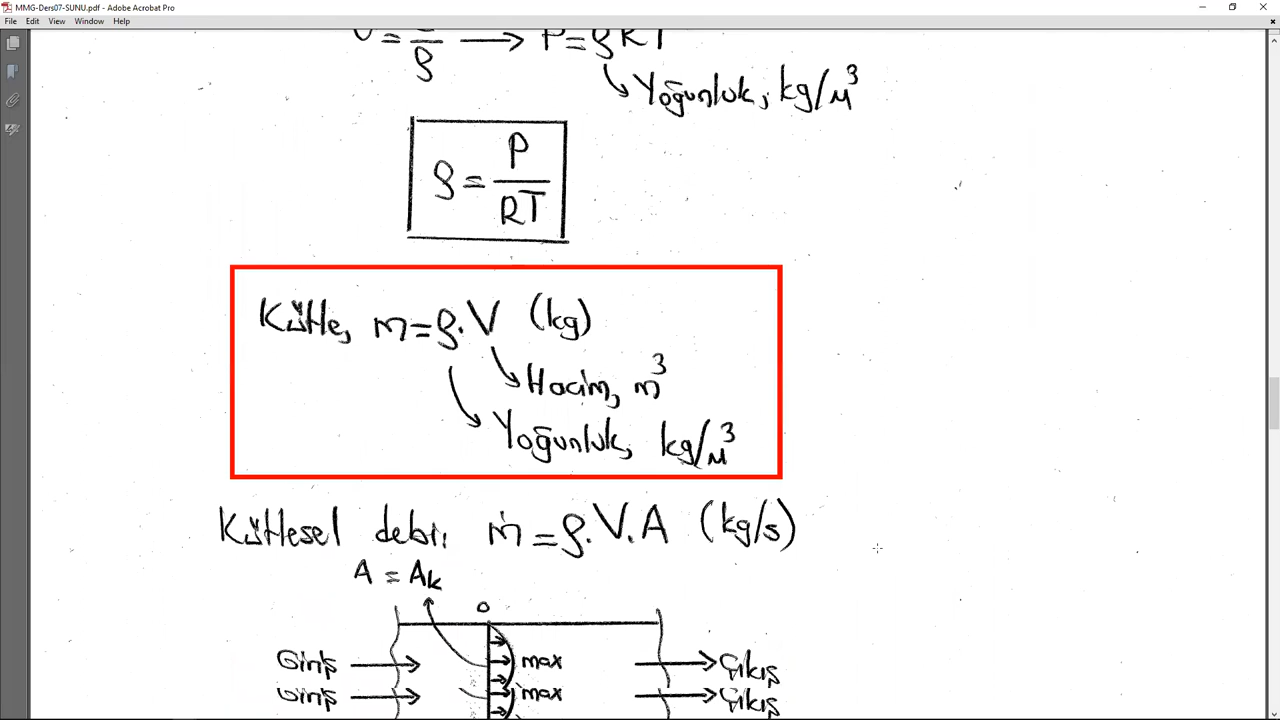 MMG-Ders07-SUNU.pdf - Adobe Acrobat Pro
File Edit View Window Help
→ P=ρRT
Yoğunluk, kg/m³
ρ = P/RT
Kütle, m=ρ.V (kg)
Hacim, m³
Yoğunluk, kg/m³
Kütlesel debi, ṁ=ρ.V.A (kg/s)
A = Ak
0
Giriş max Çıkış
Giriş max Çıkış